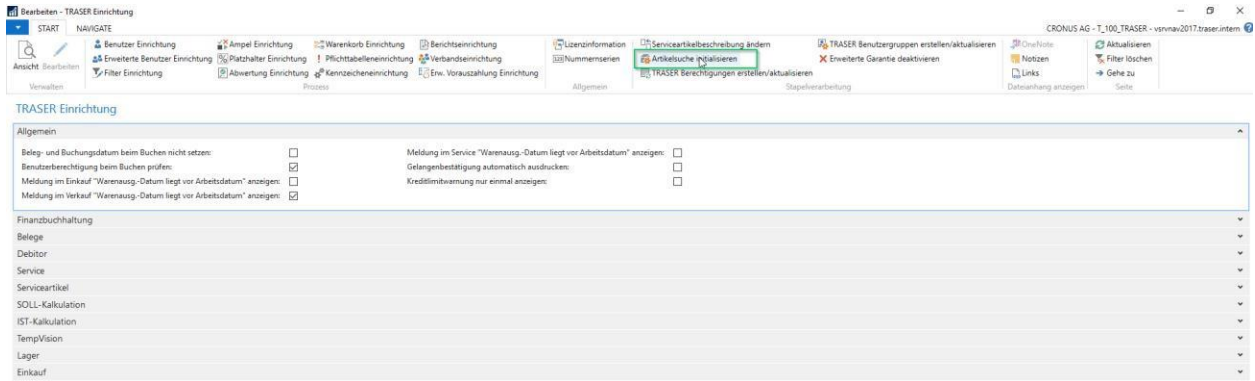 Bearbeiten - TRASER Einrichtung
START NAVIGATE
CRONUS AG - T_100_TRASER - vsrvnav2017.traser.intern
Ansicht Bearbeiten
Benutzer Einrichtung
Erweiterte Benutzer Einrichtung
Filter Einrichtung
Verwalten
Ampel Einrichtung
Platzhalter Einrichtung
Abwertung Einrichtung
Warenkorb Einrichtung
Pflichttabelleneinrichtung
Kennzeicheneinrichtung
Berichtseinrichtung
Verbandseinrichtung
Erw. Vorauszahlung Einrichtung
Prozess
Lizenzinformation
Nummernserien
Allgemein
Serviceartikelbeschreibung ändern
Artikelsuche initialisieren
TRASER Berechtigungen erstellen/aktualisieren
TRASER Benutzergruppen erstellen/aktualisieren
Erweiterte Garantie deaktivieren
Stapelverarbeitung
OneNote
Notizen
Links
Dateianhang anzeigen
Aktualisieren
Filter löschen
Gehe zu
Seite
TRASER Einrichtung
Allgemein
Beleg- und Buchungsdatum beim Buchen nicht setzen:
Benutzerberechtigung beim Buchen prüfen:
Meldung im Einkauf "Warenausg.-Datum liegt vor Arbeitsdatum" anzeigen:
Meldung im Verkauf "Warenausg.-Datum liegt vor Arbeitsdatum" anzeigen:
Meldung im Service "Warenausg.-Datum liegt vor Arbeitsdatum" anzeigen:
Gelangenbestätigung automatisch ausdrucken:
Kreditlimitwarnung nur einmal anzeigen:
Finanzbuchhaltung
Belege
Debitor
Service
Serviceartikel
SOLL-Kalkulation
IST-Kalkulation
TempVision
Lager
Einkauf